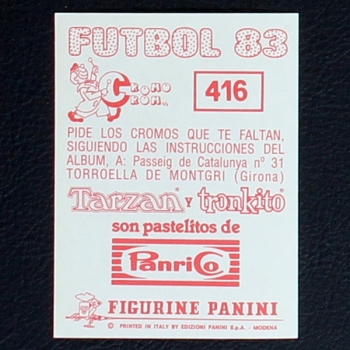 FUTBOL 83
CROMO CROM.
416
PIDE LOS CROMOS QUE TE FALTAN,
SIGUIENDO LAS INSTRUCCIONES DEL
ALBUM, A: Passeig de Catalunya nº 31
TORROELLA DE MONTGRI (Girona)
Tarzan® Y tronkito®
son pastelitos de
PanriCo
FIGURINE PANINI
© PRINTED IN ITALY BY EDIZIONI PANINI S.p.A. - MODENA